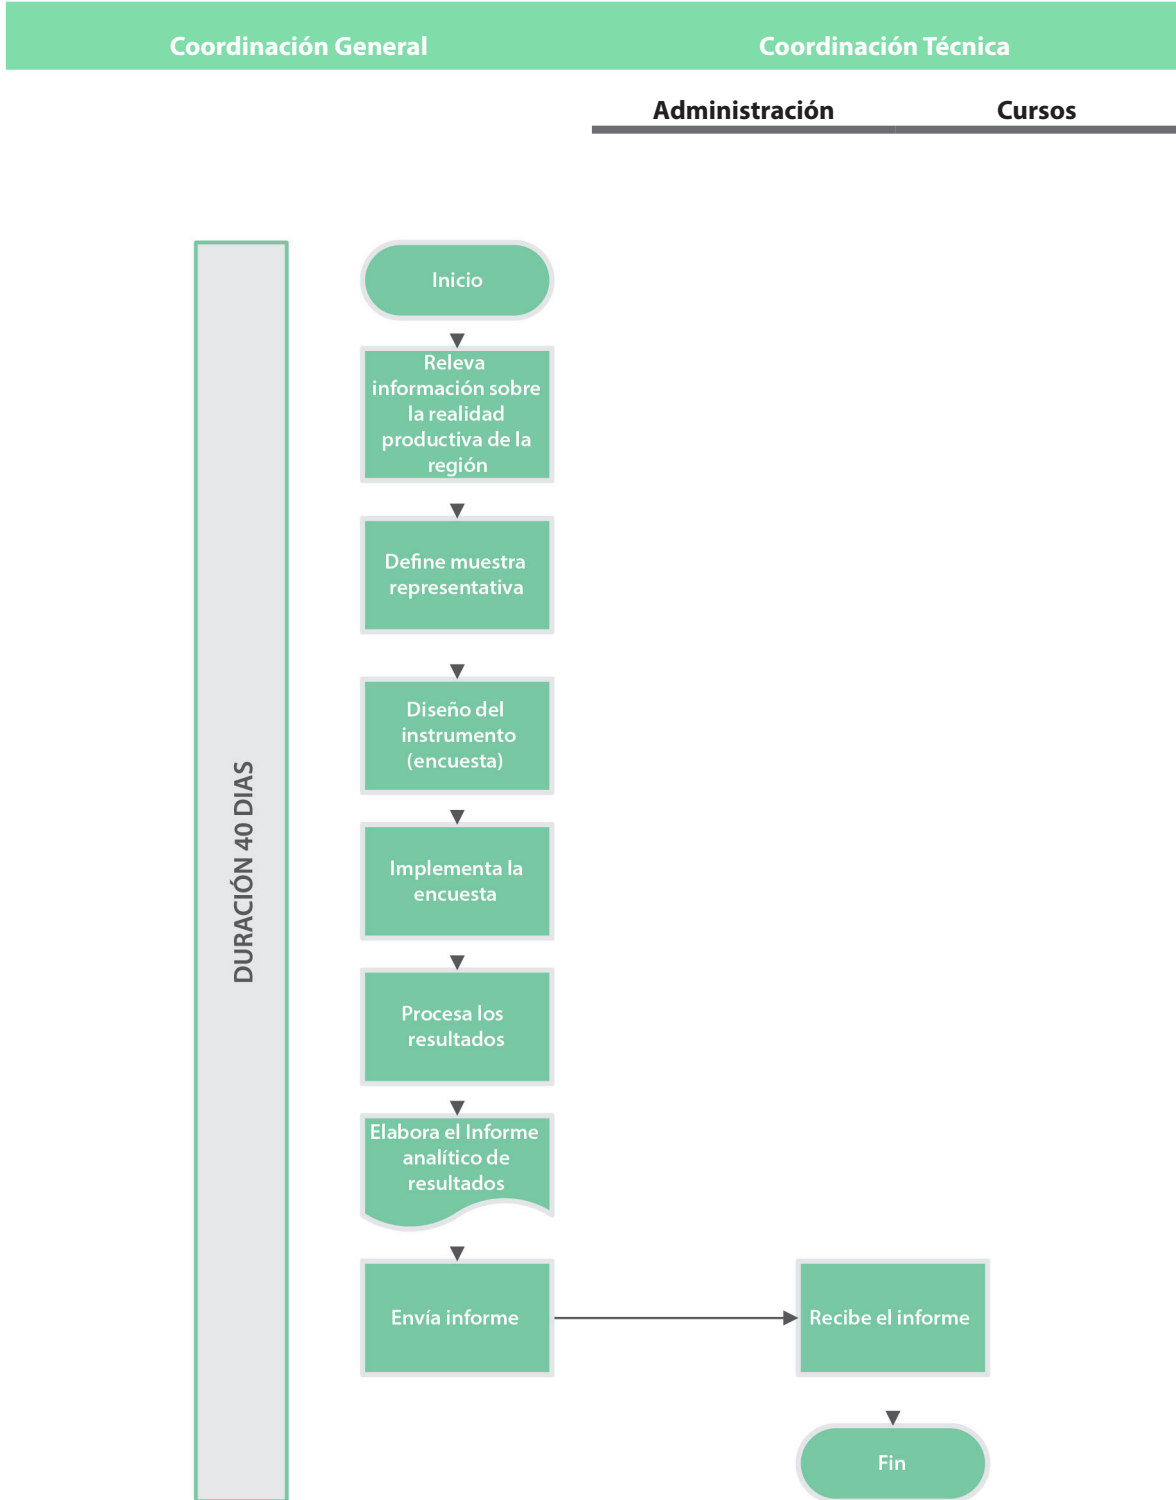 Coordinación General
Coordinación Técnica
Administración
Cursos
DURACIÓN 40 DIAS
Inicio
Releva
información sobre
la realidad
productiva de la
región
Define muestra
representativa
Diseño del
instrumento
(encuesta)
Implementa la
encuesta
Procesa los
resultados
Elabora el Informe
analítico de
resultados
Envía informe
Recibe el informe
Fin